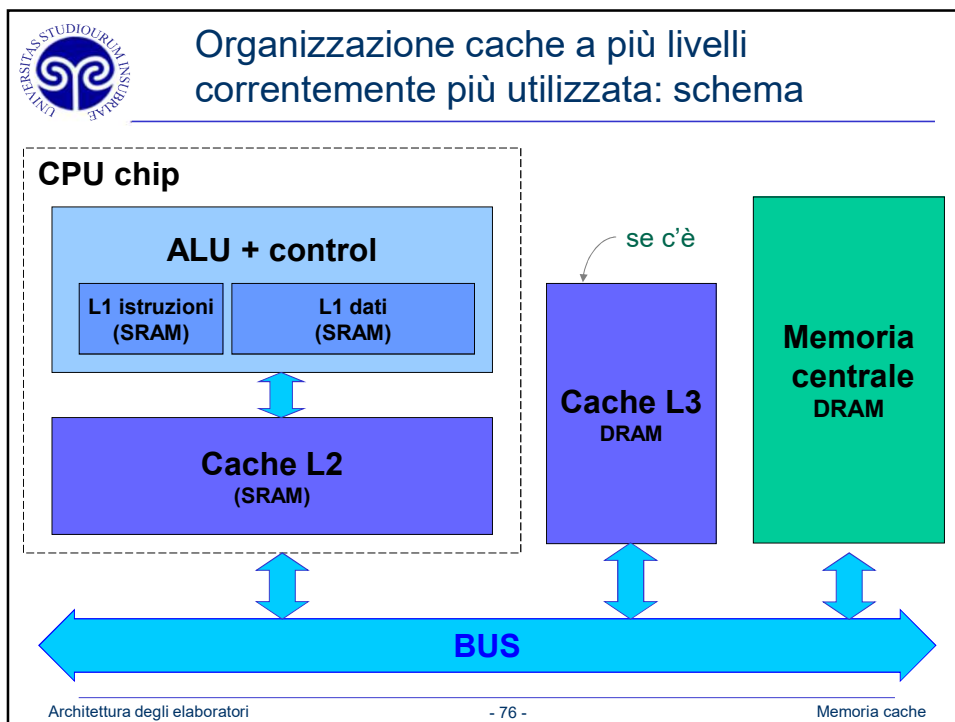 UNIVERSITAS STUDIOURUM INSUBRIAE
Organizzazione cache a più livelli
correntemente più utilizzata: schema
CPU chip
ALU + control
L1 istruzioni
(SRAM)
L1 dati
(SRAM)
Cache L2
(SRAM)
se c'è
Cache L3
DRAM
Memoria
centrale
DRAM
BUS
Architettura degli elaboratori
- 76 -
Memoria cache